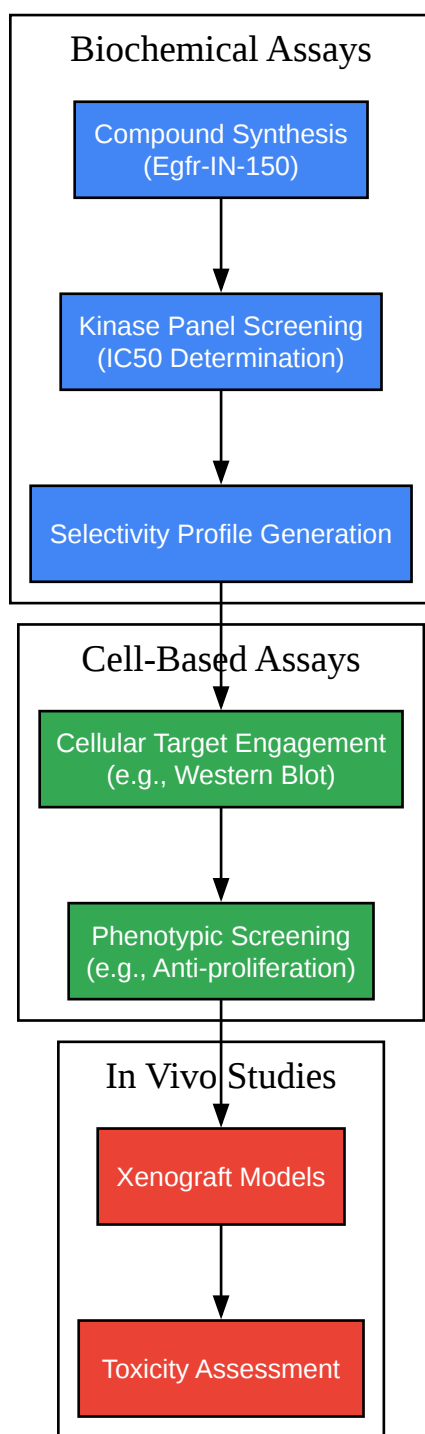 Biochemical Assays
Compound Synthesis
(Egfr-IN-150)
Kinase Panel Screening
(IC50 Determination)
Selectivity Profile Generation
Cell-Based Assays
Cellular Target Engagement
(e.g., Western Blot)
Phenotypic Screening
(e.g., Anti-proliferation)
In Vivo Studies
Xenograft Models
Toxicity Assessment